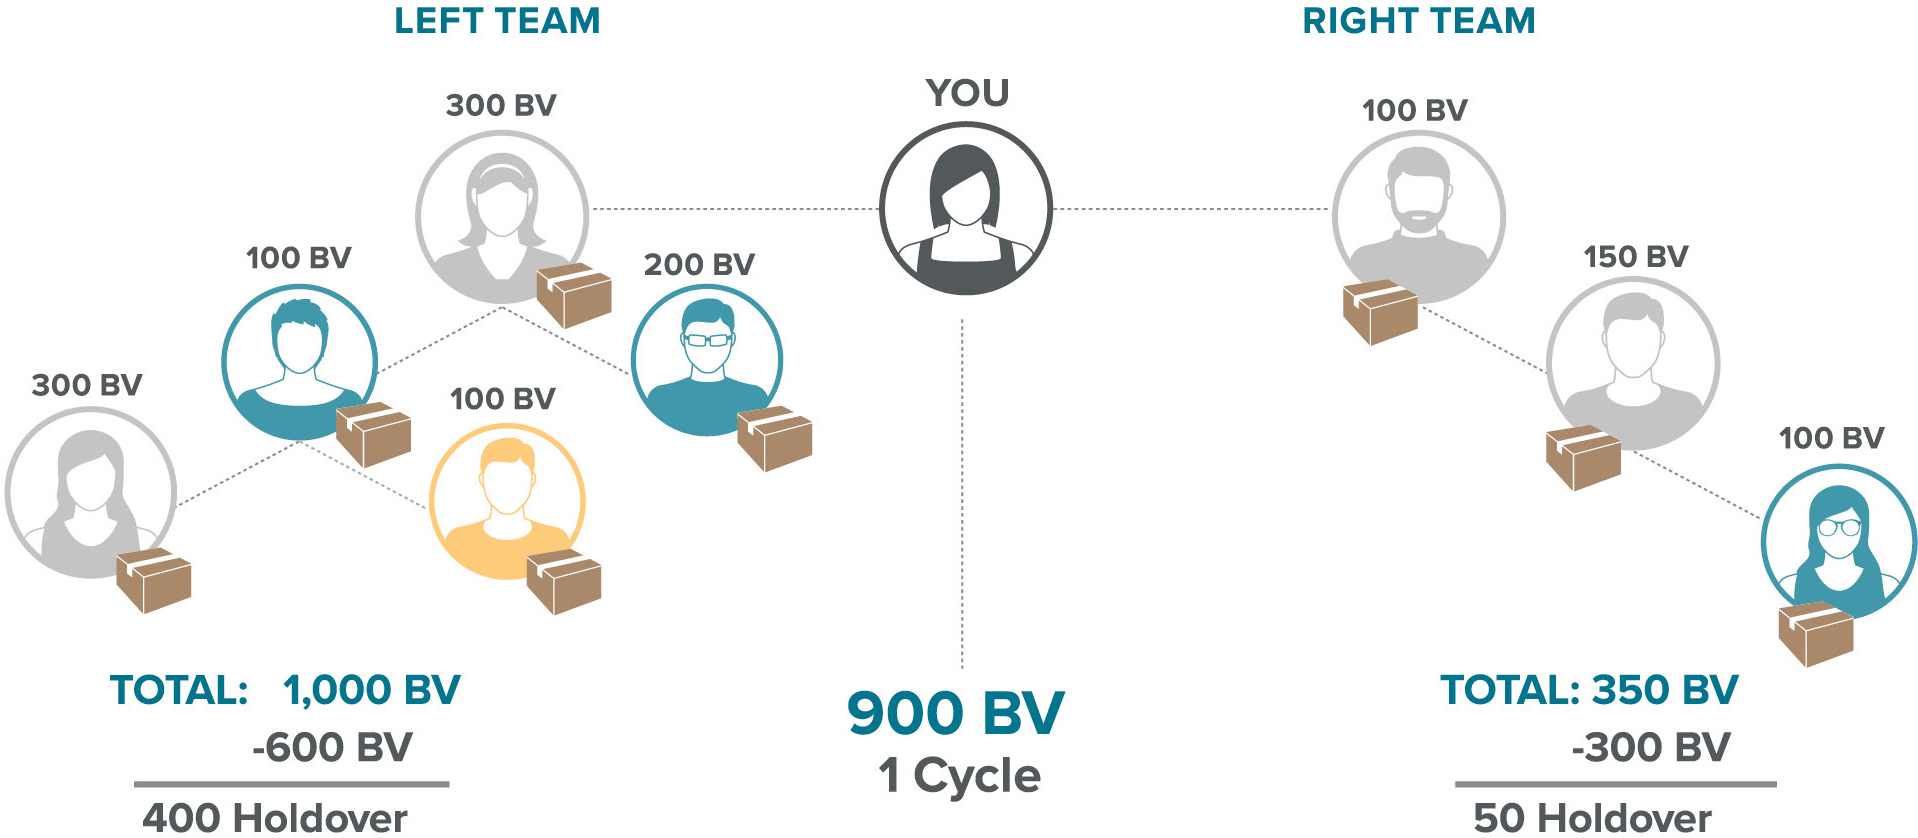 LEFT TEAM
RIGHT TEAM
YOU
300 BV
100 BV
100 BV
200 BV
150 BV
300 BV
100 BV
100 BV
TOTAL: 1,000 BV
-600 BV
400 Holdover
900 BV
1 Cycle
TOTAL: 350 BV
-300 BV
50 Holdover